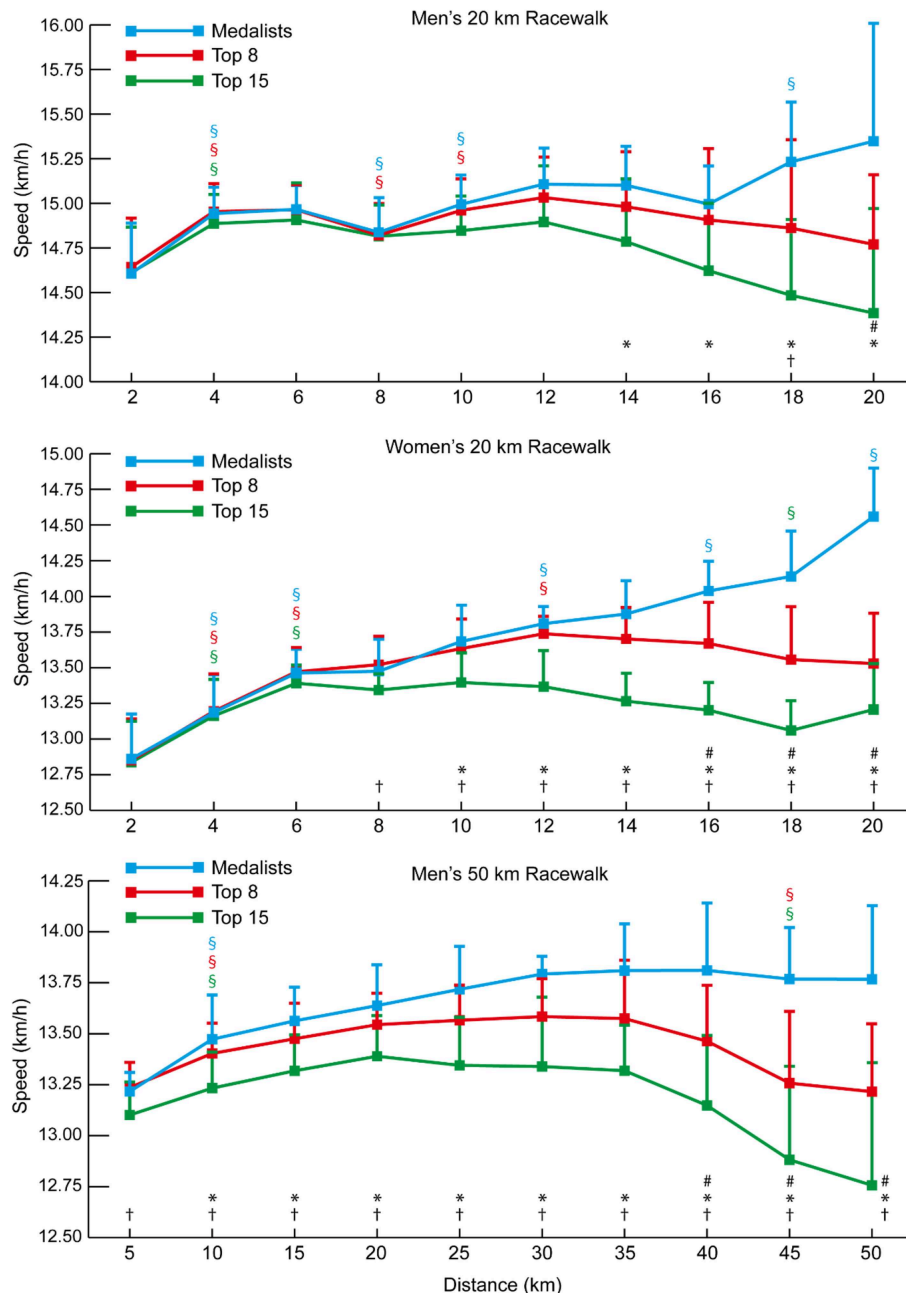 Men's 20 km Racewalk
Medalists
Top 8
Top 15
Speed (km/h)
16.00
15.75
15.50
15.25
15.00
14.75
14.50
14.25
14.00
§ § § §
§ § §
§
#
* * * *
†
2 4 6 8 10 12 14 16 18 20
Women's 20 km Racewalk
Medalists
Top 8
Top 15
Speed (km/h)
15.00
14.75
14.50
14.25
14.00
13.75
13.50
13.25
13.00
12.75
12.50
§
§ §
§ § §
§ § §
§ §
# # #
* * * * * *
† † † † † † †
2 4 6 8 10 12 14 16 18 20
Men's 50 km Racewalk
Medalists
Top 8
Top 15
Speed (km/h)
14.25
14.00
13.75
13.50
13.25
13.00
12.75
12.50
§
§
§
§
§
# # #
* * * * * * * * *
† † † † † † † † † †
5 10 15 20 25 30 35 40 45 50
Distance (km)